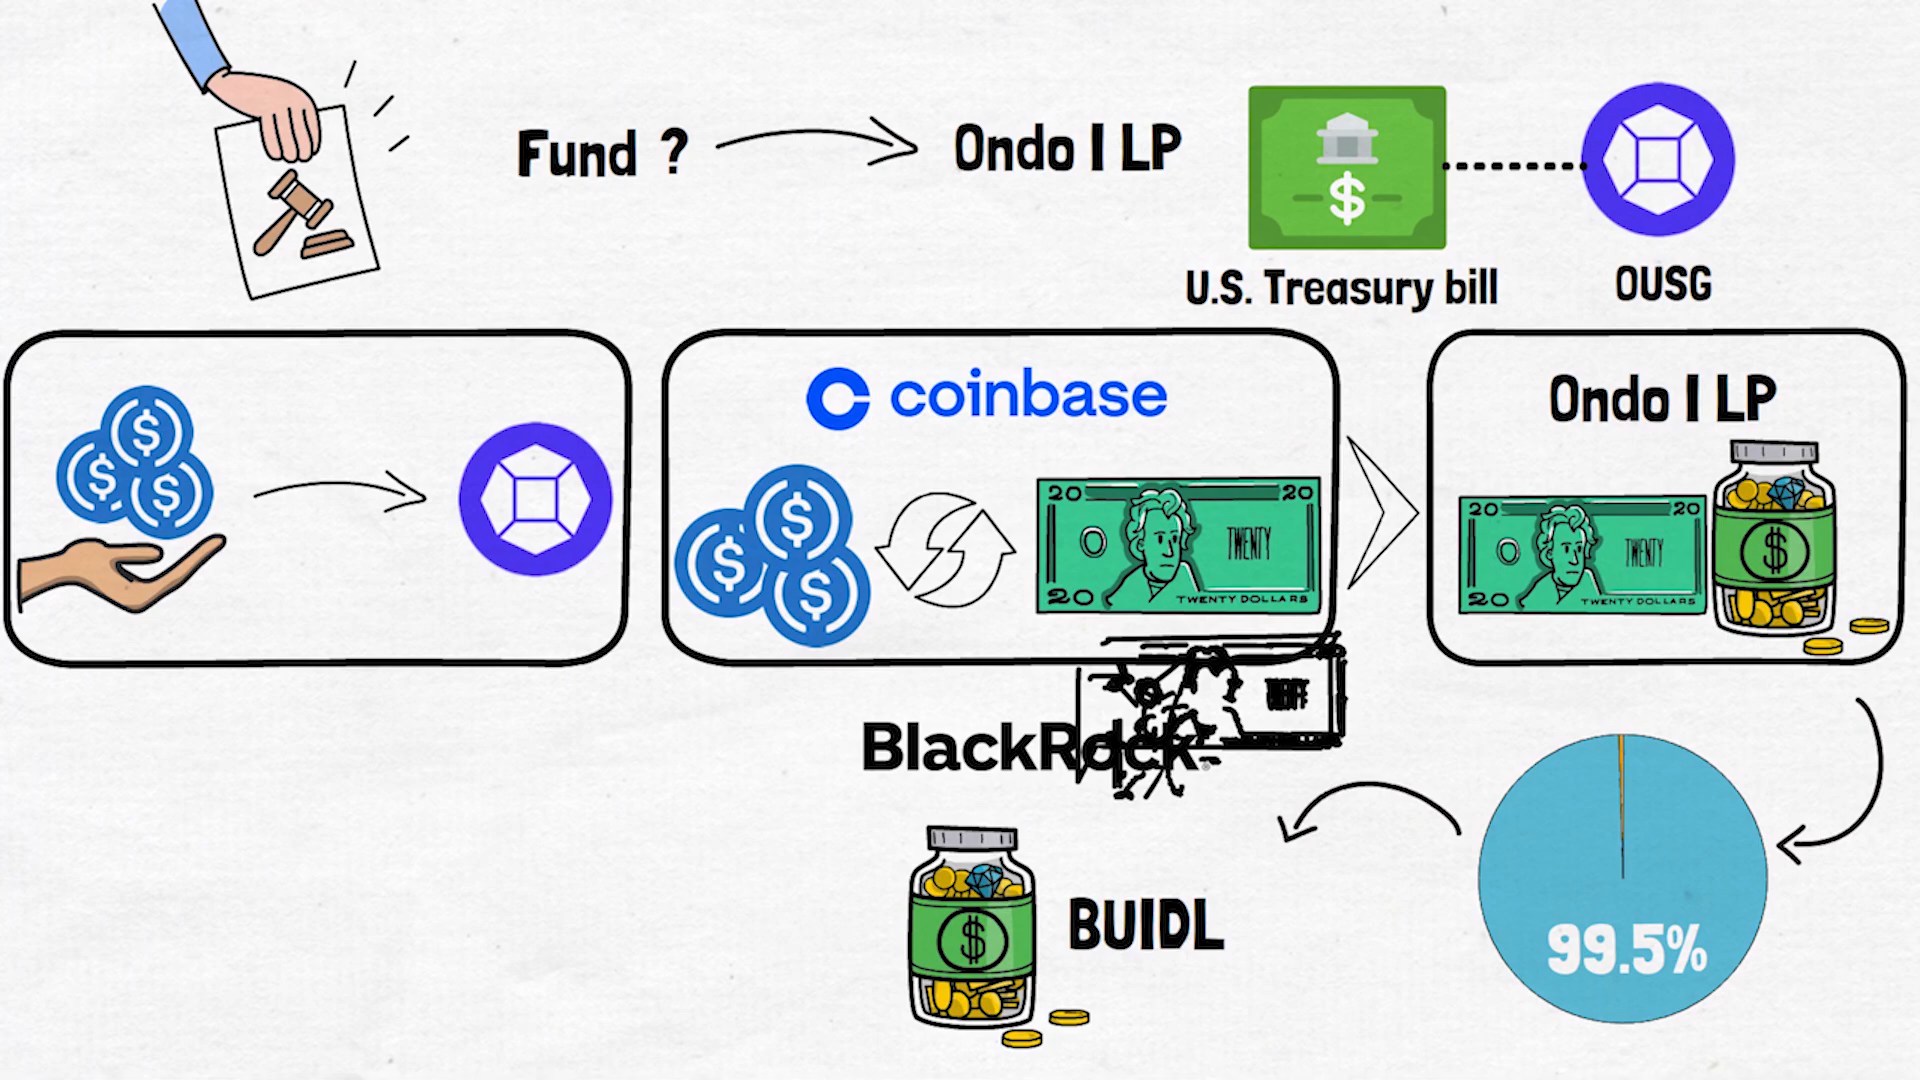 Fund ?
Ondo I LP
U.S. Treasury bill
OUSG
coinbase
20 20
TWENTY
20 TWENTY DOLLARS
Ondo I LP
20 20
TWENTY
20 TWENTY DOLLARS
BlackRock
BUIDL
99.5%